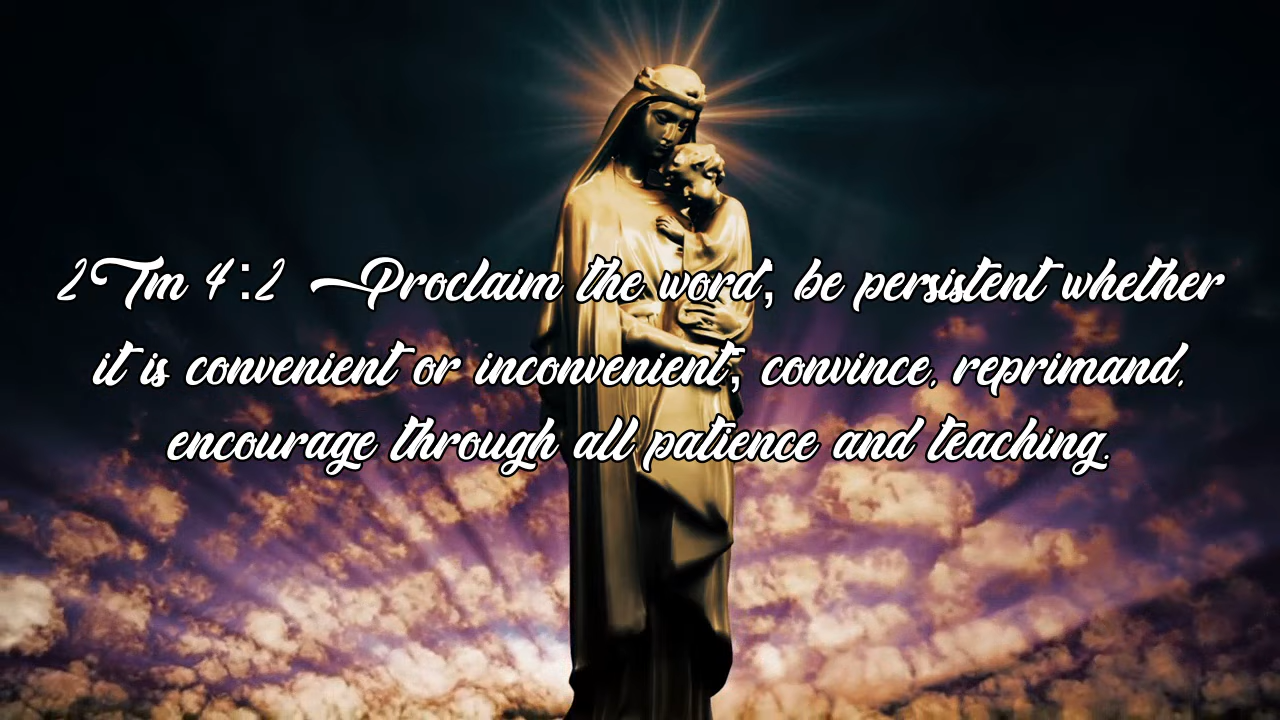 2 Tm 4:2 Proclaim the word; be persistent whether
it is convenient or inconvenient; convince, reprimand,
encourage through all patience and teaching.